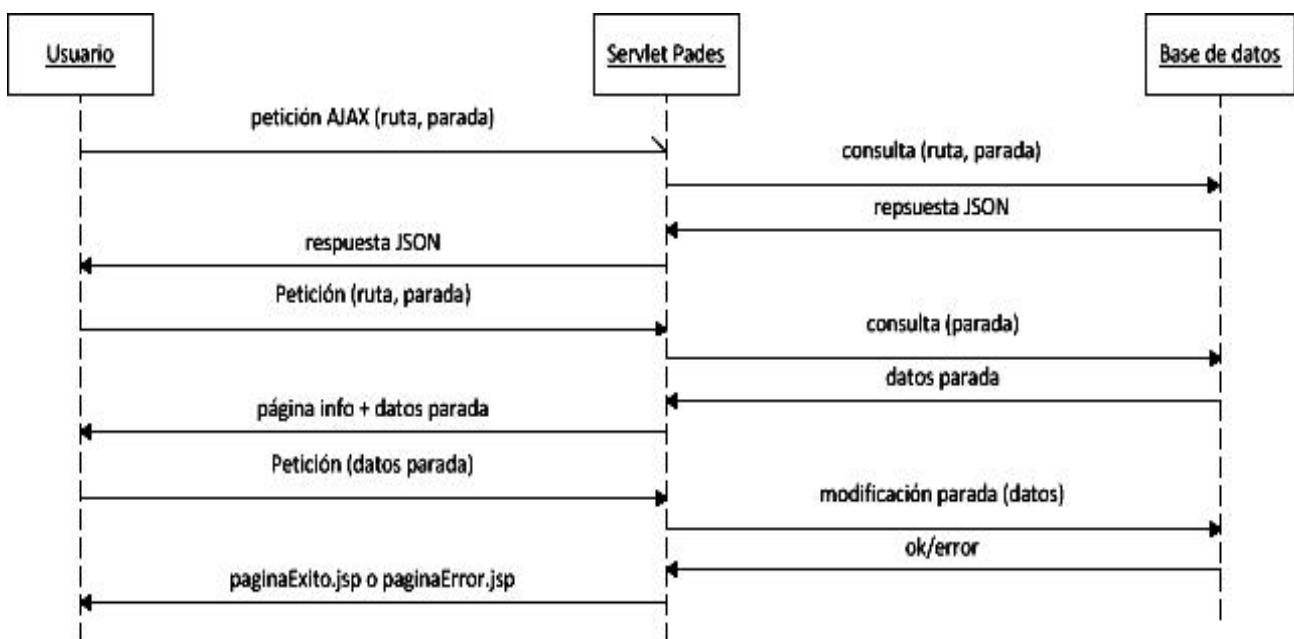 Usuario
Servlet Pades
Base de datos
petición AJAX (ruta, parada)
consulta (ruta, parada)
repsuesta JSON
respuesta JSON
Petición (ruta, parada)
consulta (parada)
datos parada
página info + datos parada
Petición (datos parada)
modificación parada (datos)
ok/error
paginaExito.jsp o paginaError.jsp